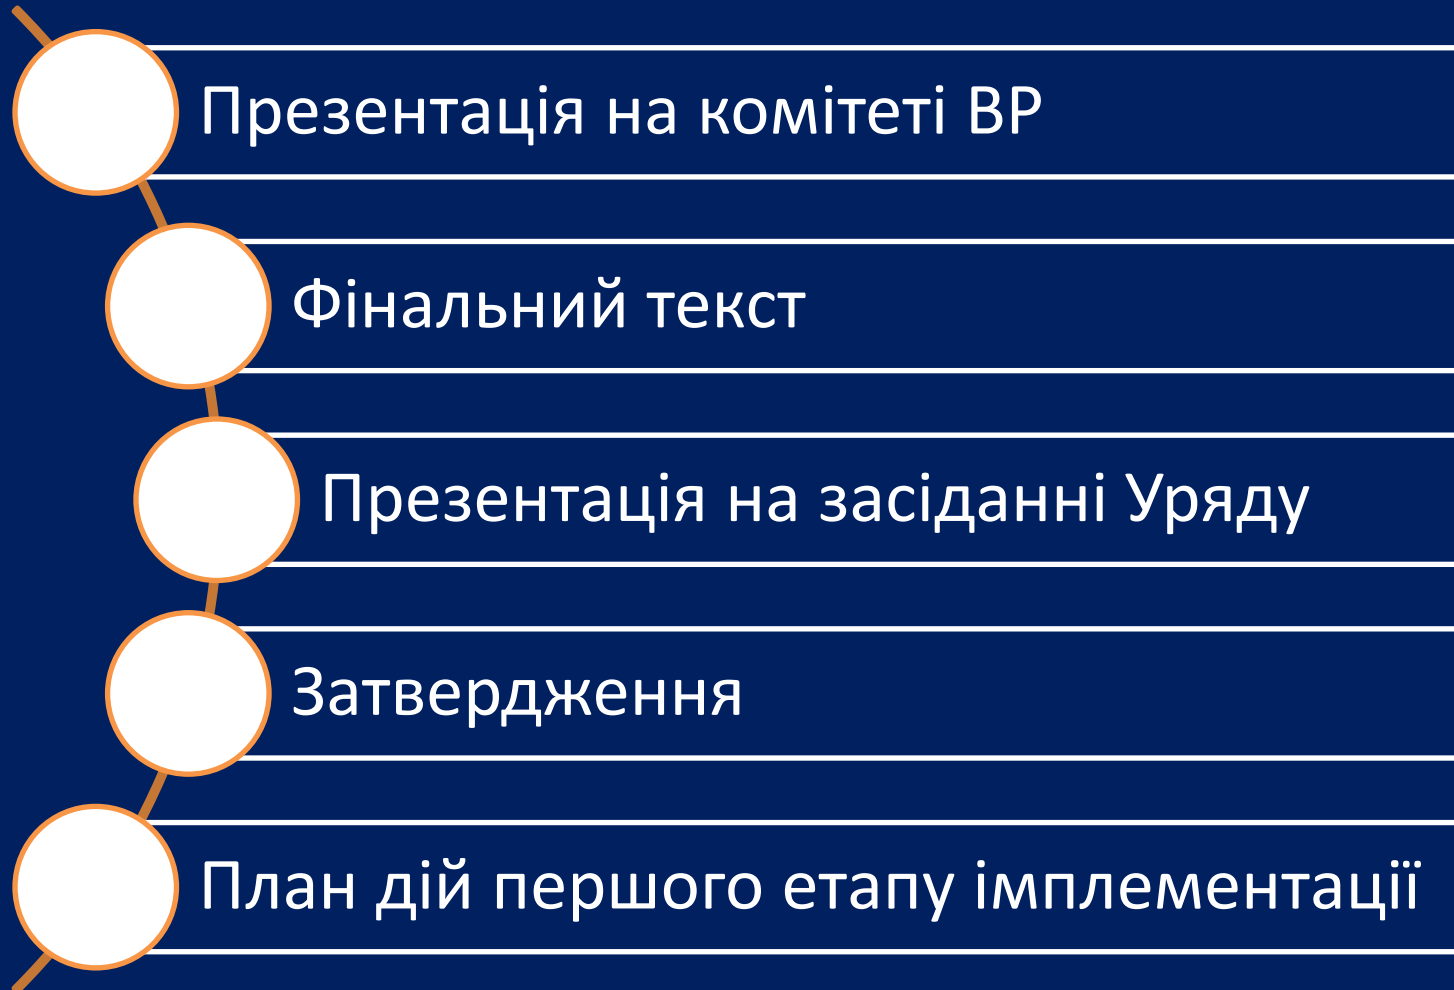 Презентація на комітеті ВР
Фінальний текст
Презентація на засіданні Уряду
Затвердження
План дій першого етапу імплементації